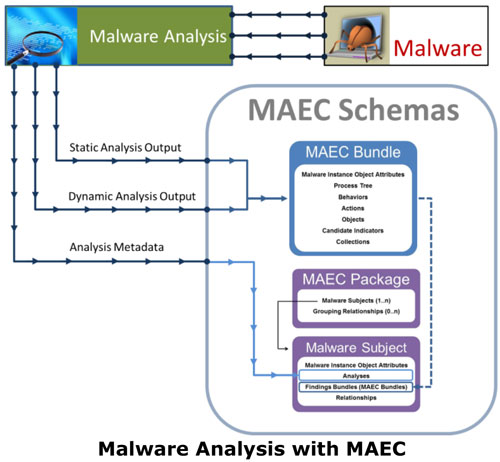 Malware Analysis
Malware
MAEC Schemas
Static Analysis Output
Dynamic Analysis Output
Analysis Metadata
MAEC Bundle
Malware Instance Object Attributes
Process Tree
Behaviors
Actions
Objects
Candidate Indicators
Collections
MAEC Package
Malware Subjects (1..n)
Grouping Relationships (0..n)
Malware Subject
Malware Instance Object Attributes
Analyses
Findings Bundles (MAEC Bundles)
Relationships
Malware Analysis with MAEC